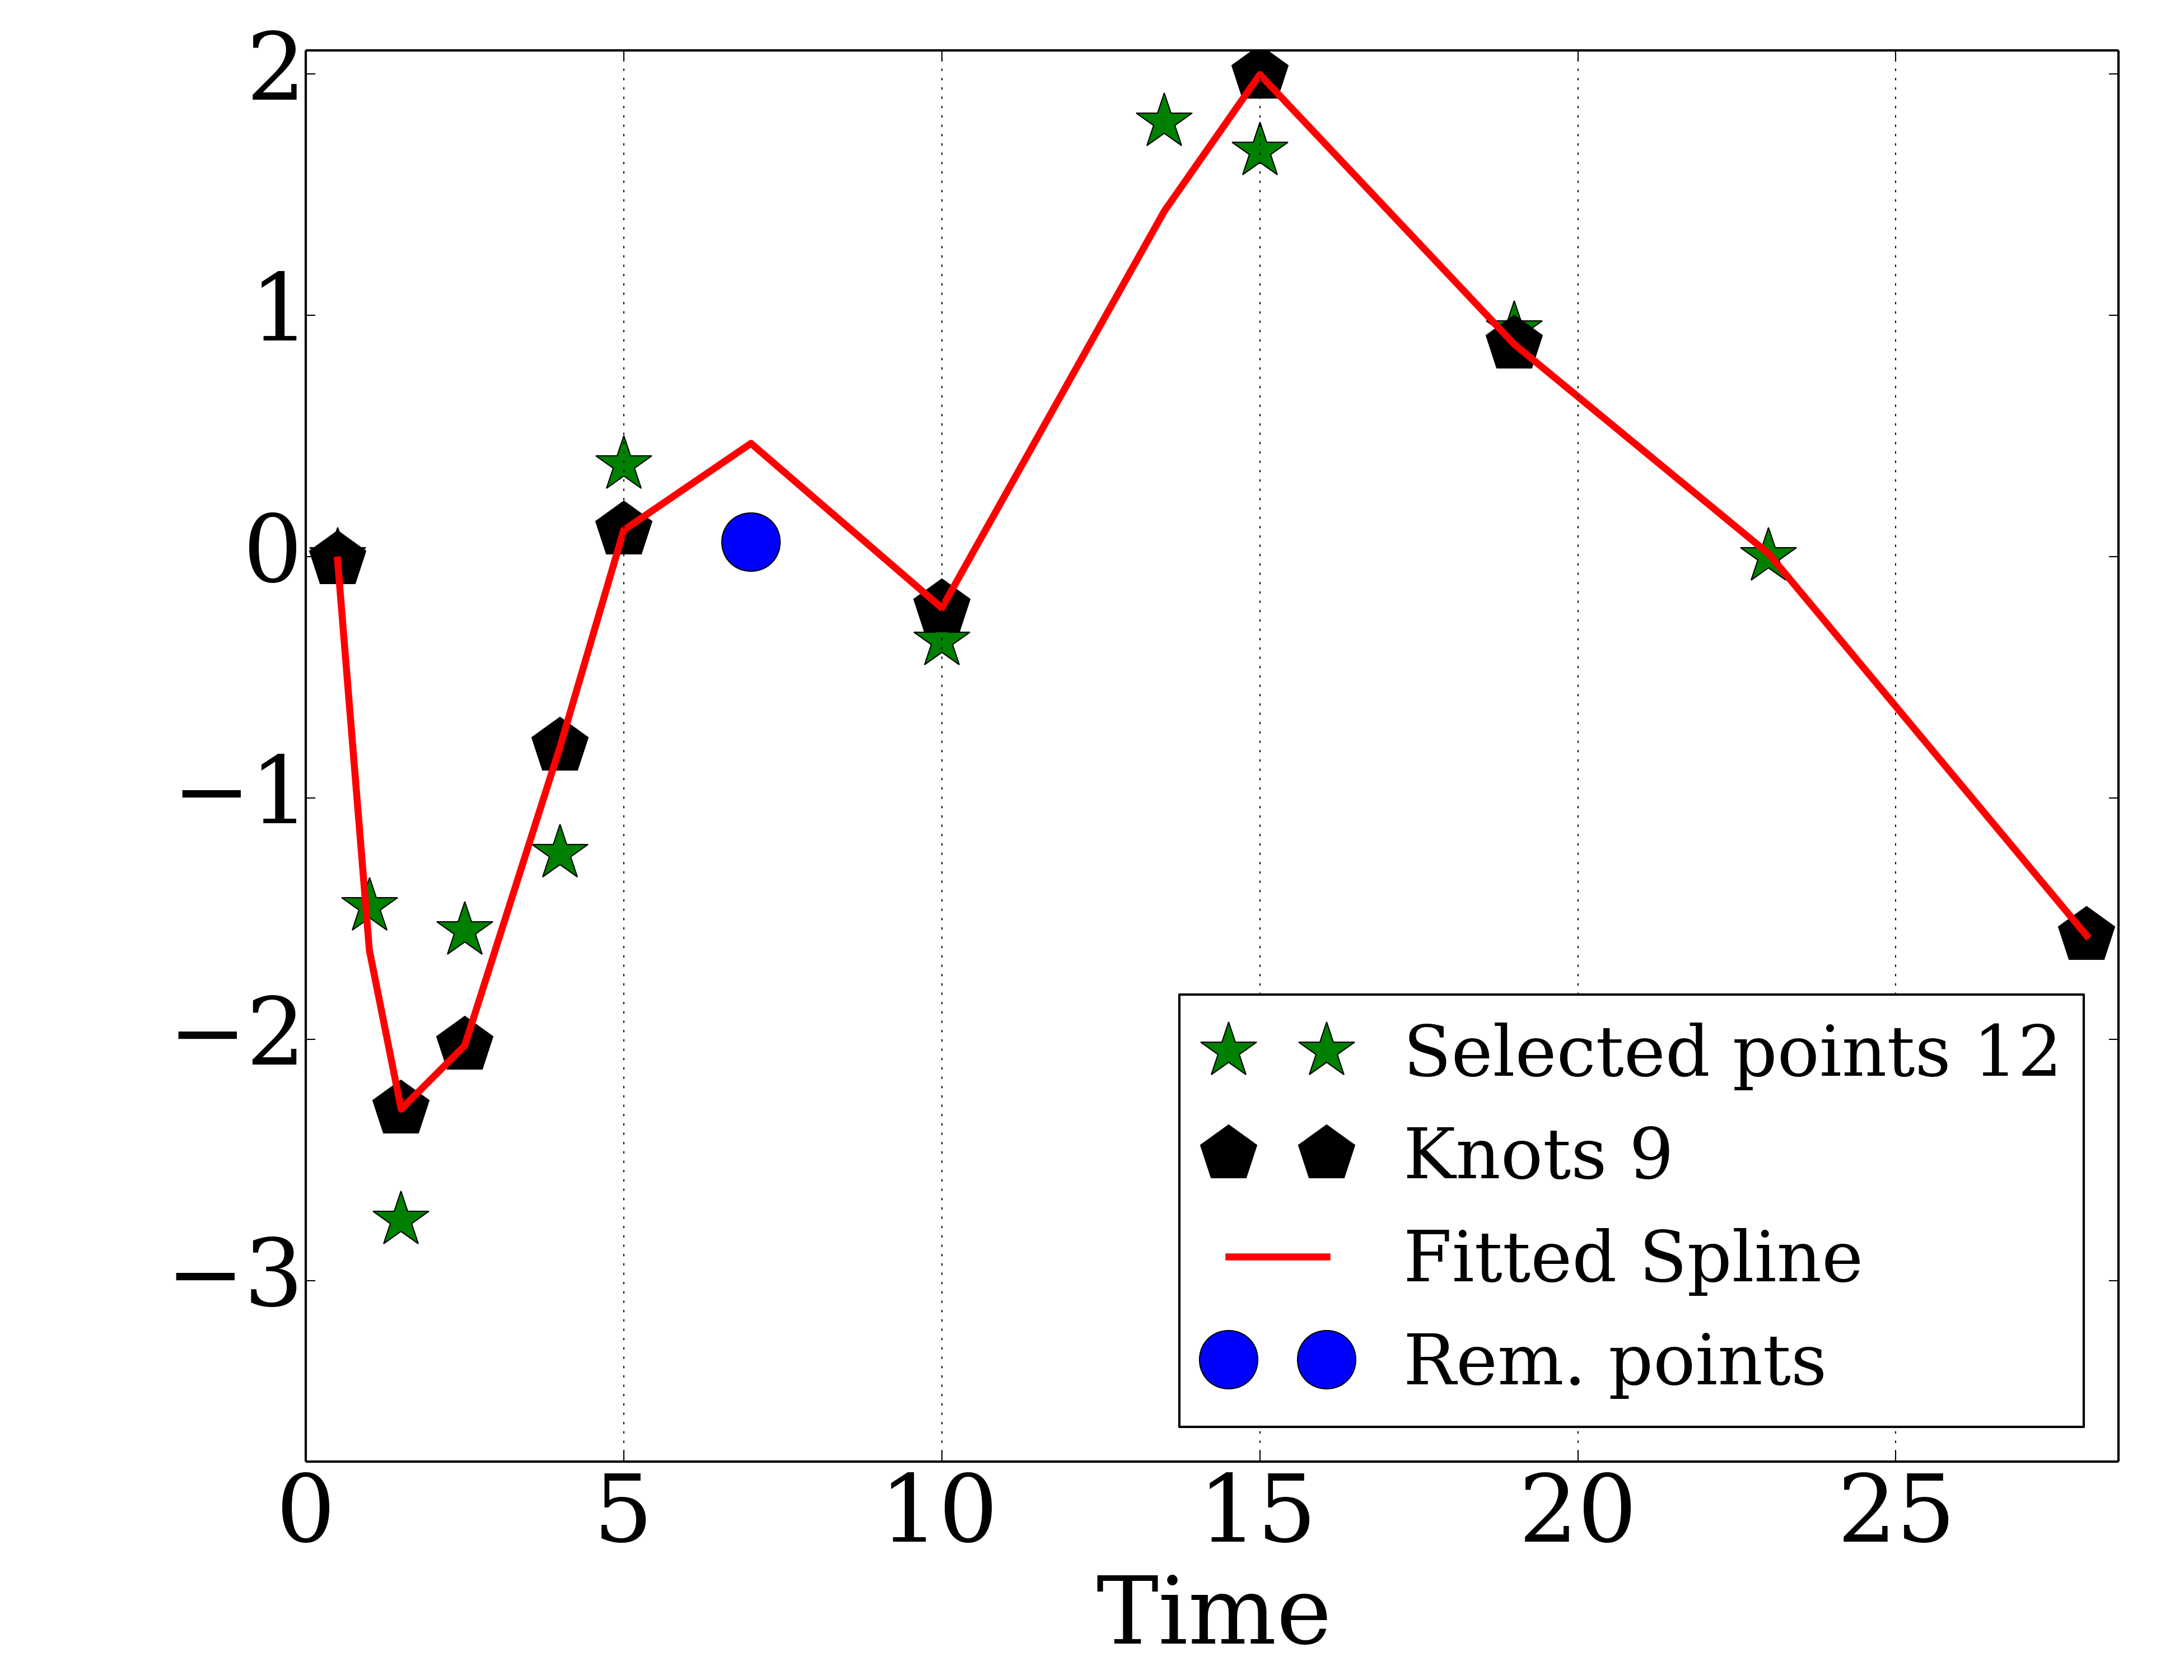 2
1
0
−1
−2
−3
0 5 10 15 20 25
Time
Selected points 12
Knots 9
Fitted Spline
Rem. points